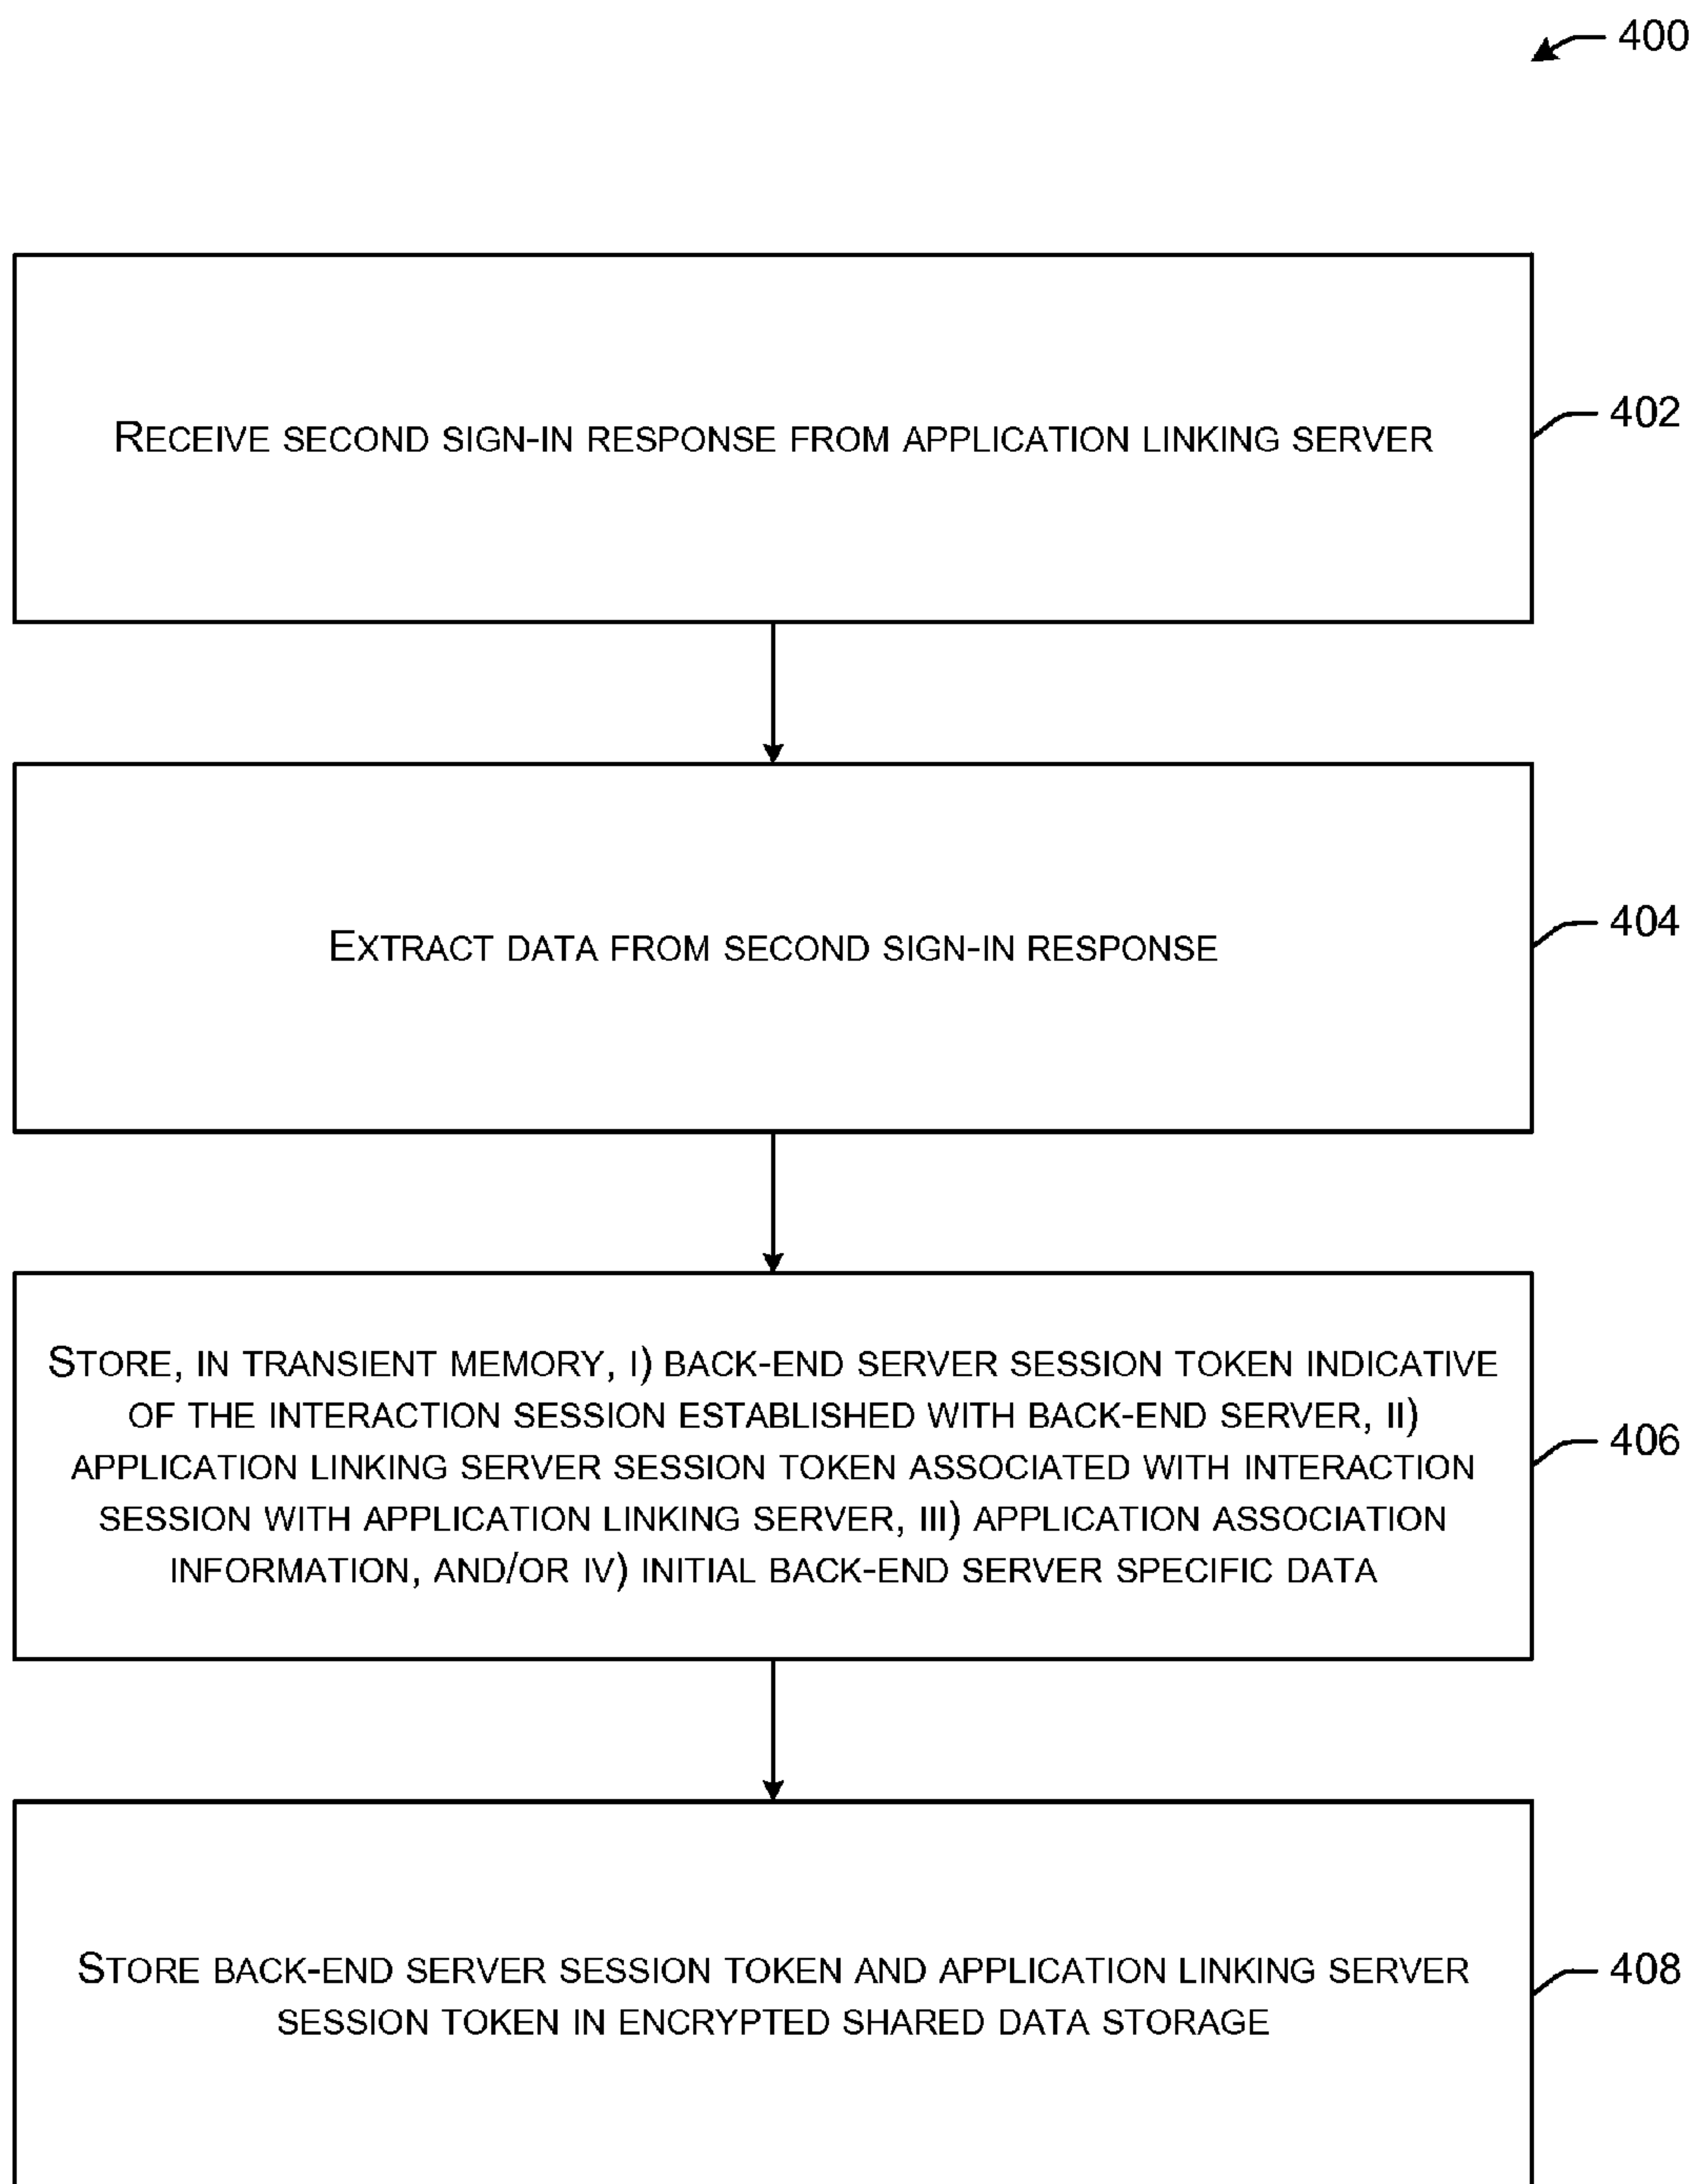 400
RECEIVE SECOND SIGN-IN RESPONSE FROM APPLICATION LINKING SERVER
402
EXTRACT DATA FROM SECOND SIGN-IN RESPONSE
404
STORE, IN TRANSIENT MEMORY, I) BACK-END SERVER SESSION TOKEN INDICATIVE
OF THE INTERACTION SESSION ESTABLISHED WITH BACK-END SERVER, II)
APPLICATION LINKING SERVER SESSION TOKEN ASSOCIATED WITH INTERACTION
SESSION WITH APPLICATION LINKING SERVER, III) APPLICATION ASSOCIATION
INFORMATION, AND/OR IV) INITIAL BACK-END SERVER SPECIFIC DATA
406
STORE BACK-END SERVER SESSION TOKEN AND APPLICATION LINKING SERVER
SESSION TOKEN IN ENCRYPTED SHARED DATA STORAGE
408